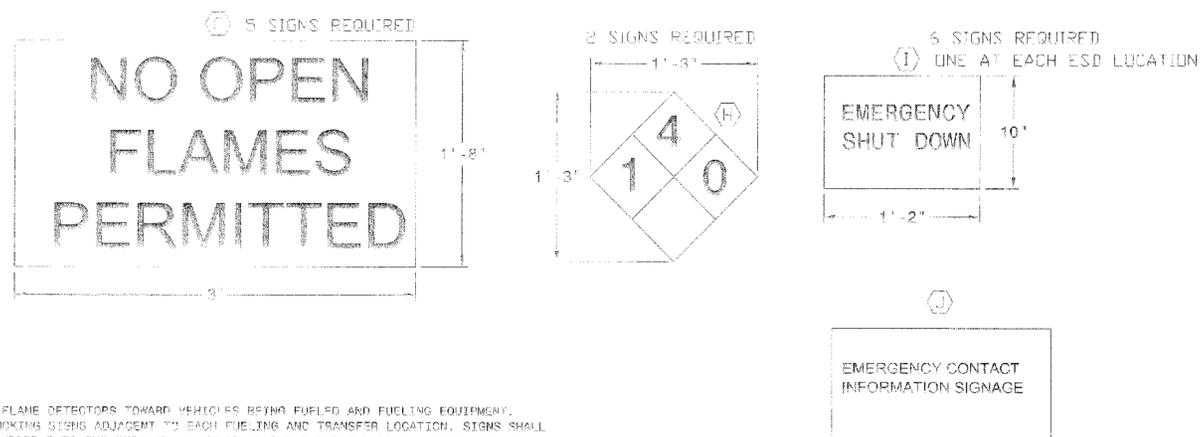 5 SIGNS REQUIRED
NO OPEN
FLAMES
PERMITTED
1'-8"
3'
2 SIGNS REQUIRED
1'-3"
H
4
1 0
1'-3"
6 SIGNS REQUIRED
I ONE AT EACH ESD LOCATION
EMERGENCY
SHUT DOWN
10"
1'-2"
J
EMERGENCY CONTACT
INFORMATION SIGNAGE
FLAME DETECTORS TOWARD VEHICLES BEING FUELED AND FUELING EQUIPMENT.
SIGNS ADJACENT TO EACH FUELING AND TRANSFER LOCATION. SIGNS SHALL